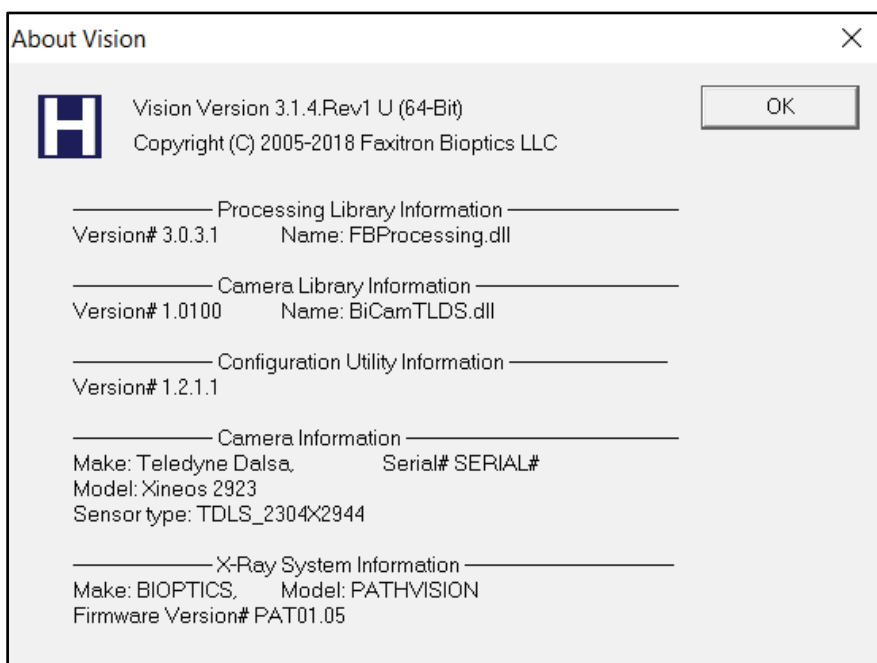 About Vision
H
Vision Version 3.1.4.Rev1 U (64-Bit)
OK
Copyright (C) 2005-2018 Faxitron Bioptics LLC
Processing Library Information
Version# 3.0.3.1 Name: FBProcessing.dll
Camera Library Information
Version# 1.0100 Name: BiCamTLDS.dll
Configuration Utility Information
Version# 1.2.1.1
Camera Information
Make: Teledyne Dalsa, Serial# SERIAL#
Model: Xineos 2923
Sensor type: TDLS_2304X2944
X-Ray System Information
Make: BIOPTICS, Model: PATHVISION
Firmware Version# PAT01.05